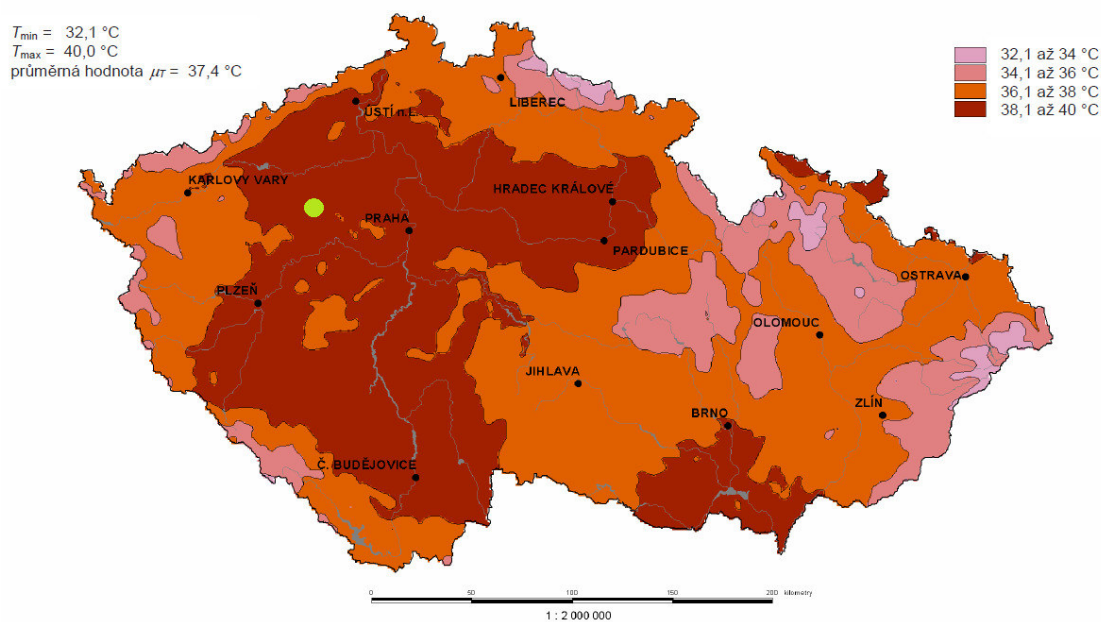 Tmin = 32,1 °C
Tmax = 40,0 °C
průměrná hodnota μT = 37,4 °C
32,1 až 34 °C
34,1 až 36 °C
36,1 až 38 °C
38,1 až 40 °C
LIBEREC
ÚSTÍ n.L.
KARLOVY VARY
HRADEC KRÁLOVÉ
PRAHA
PARDUBICE
OSTRAVA
PLZEŇ
OLOMOUC
JIHLAVA
ZLÍN
BRNO
Č. BUDĚJOVICE
0 50 100 150 200 kilometry
1 : 2 000 000